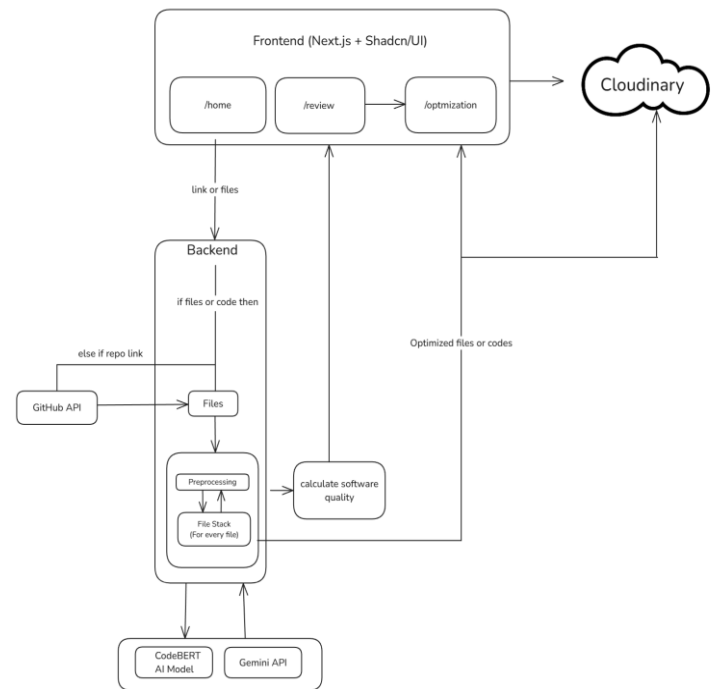 Frontend (Next.js + Shadcn/UI)
Cloudinary
/home
/review
/optmization
link or files
Backend
if files or code then
else if repo link
Optimized files or codes
GitHub API
Files
Preprocessing
calculate software
quality
File Stack
(For every file)
CodeBERT
AI Model
Gemini API